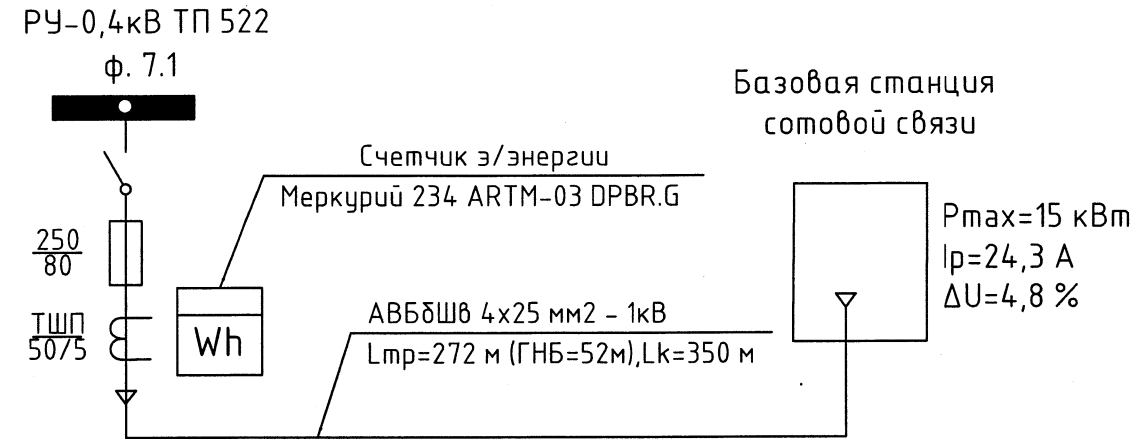 РУ-0,4кВ ТП 522
ф. 7.1
Базовая станция
сотовой связи
Счетчик э/энергии
Меркурий 234 ARTM-03 DPBR.G
250
80
ТШП
50/5
Wh
АВБбШв 4х25 мм2 - 1кВ
Lтр=272 м (ГНБ=52м),Lк=350 м
Pmax=15 кВт
Iр=24,3 А
ΔU=4,8 %